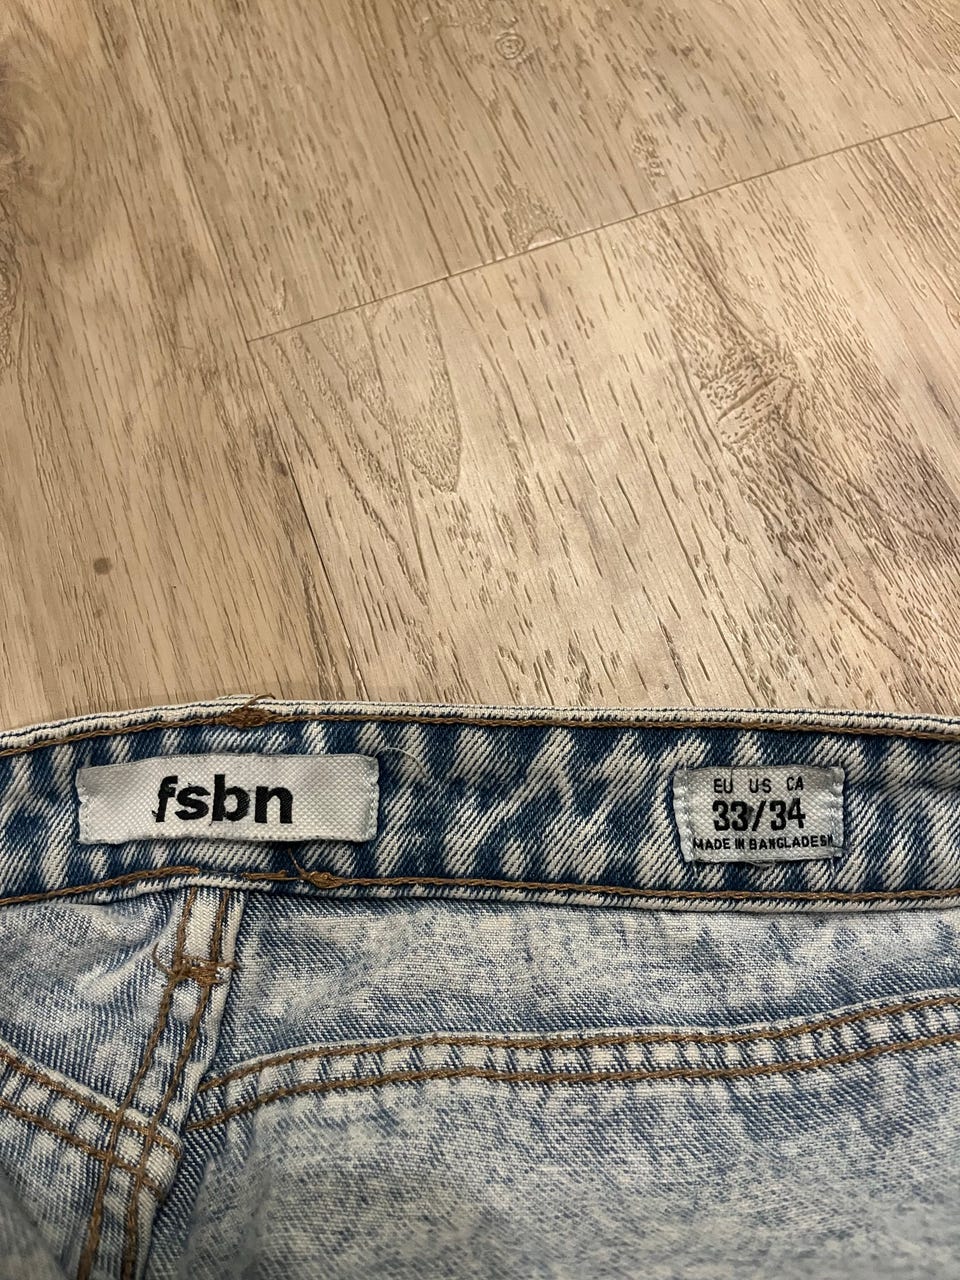 fsbn
EU US CA
33/34
MADE IN BANGLADESH